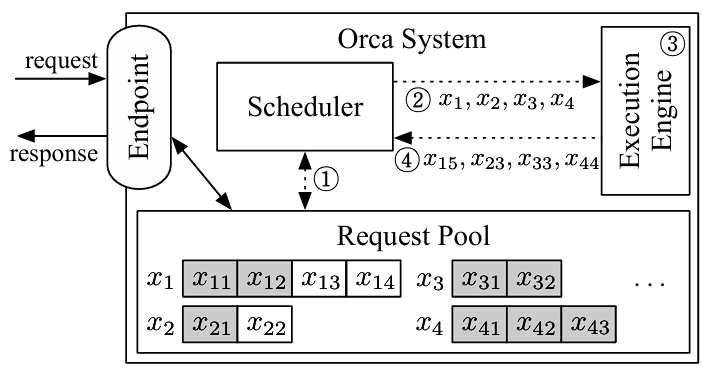 Orca System
request
response
Endpoint
Scheduler
② x₁, x₂, x₃, x₄
④ x₁₅, x₂₃, x₃₃, x₄₄
③
Execution
Engine
①
Request Pool
x₁ x₁₁ x₁₂ x₁₃ x₁₄ x₃ x₃₁ x₃₂ ...
x₂ x₂₁ x₂₂ x₄ x₄₁ x₄₂ x₄₃